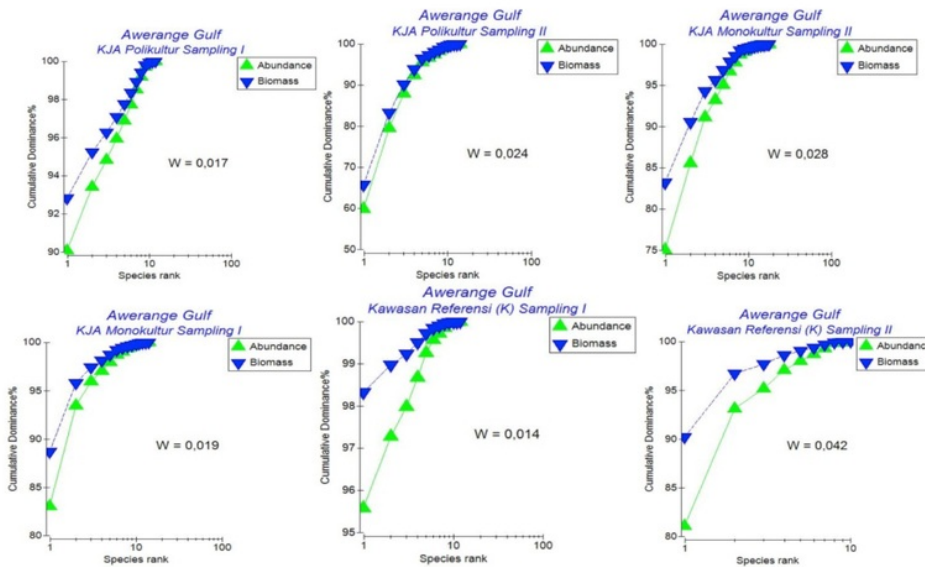 Awerange Gulf
KJA Polikultur Sampling I
Abundance
Biomass
Cumulative Dominance%
100
98
96
94
92
90
W = 0,017
1
10
100
Species rank
Awerange Gulf
KJA Polikultur Sampling II
Abundance
Biomass
Cumulative Dominance%
100
90
80
70
60
50
W = 0,024
1
10
100
Species rank
Awerange Gulf
KJA Monokultur Sampling II
Abundance
Biomass
Cumulative Dominance%
100
95
90
85
80
75
W = 0,028
1
10
100
Species rank
Awerange Gulf
KJA Monokultur Sampling I
Abundance
Biomass
Cumulative Dominance%
100
95
90
85
80
W = 0,019
1
10
100
Species rank
Awerange Gulf
Kawasan Referensi (K) Sampling I
Abundance
Biomass
Cumulative Dominance%
100
99
98
97
96
95
W = 0,014
1
10
100
Species rank
Awerange Gulf
Kawasan Referensi (K) Sampling II
Abundance
Biomass
Cumulative Dominance%
100
95
90
85
80
W = 0,042
1
10
Species rank